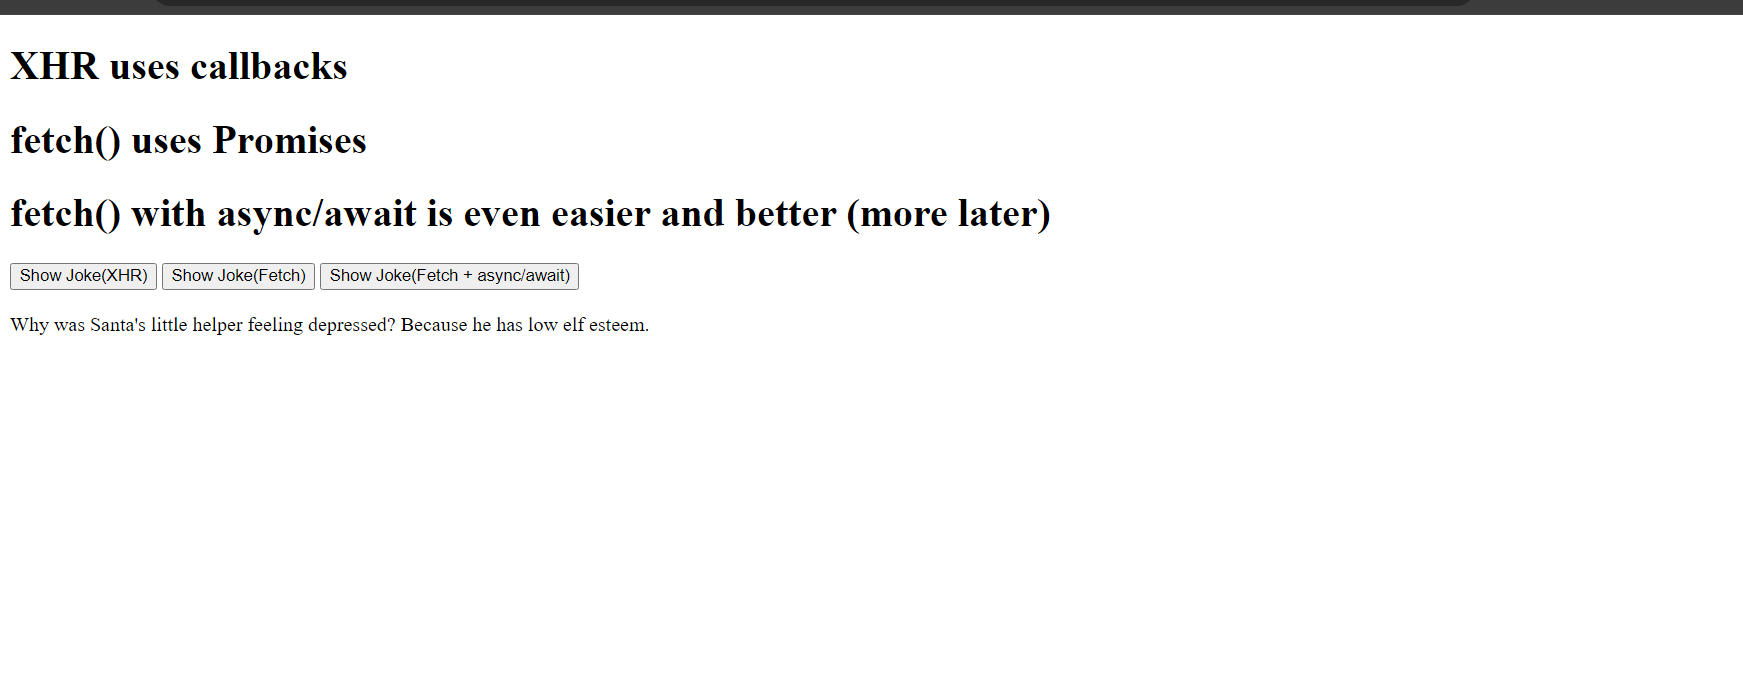 XHR uses callbacks
fetch() uses Promises
fetch() with async/await is even easier and better (more later)
Show Joke(XHR) Show Joke(Fetch) Show Joke(Fetch + async/await)
Why was Santa's little helper feeling depressed? Because he has low elf esteem.